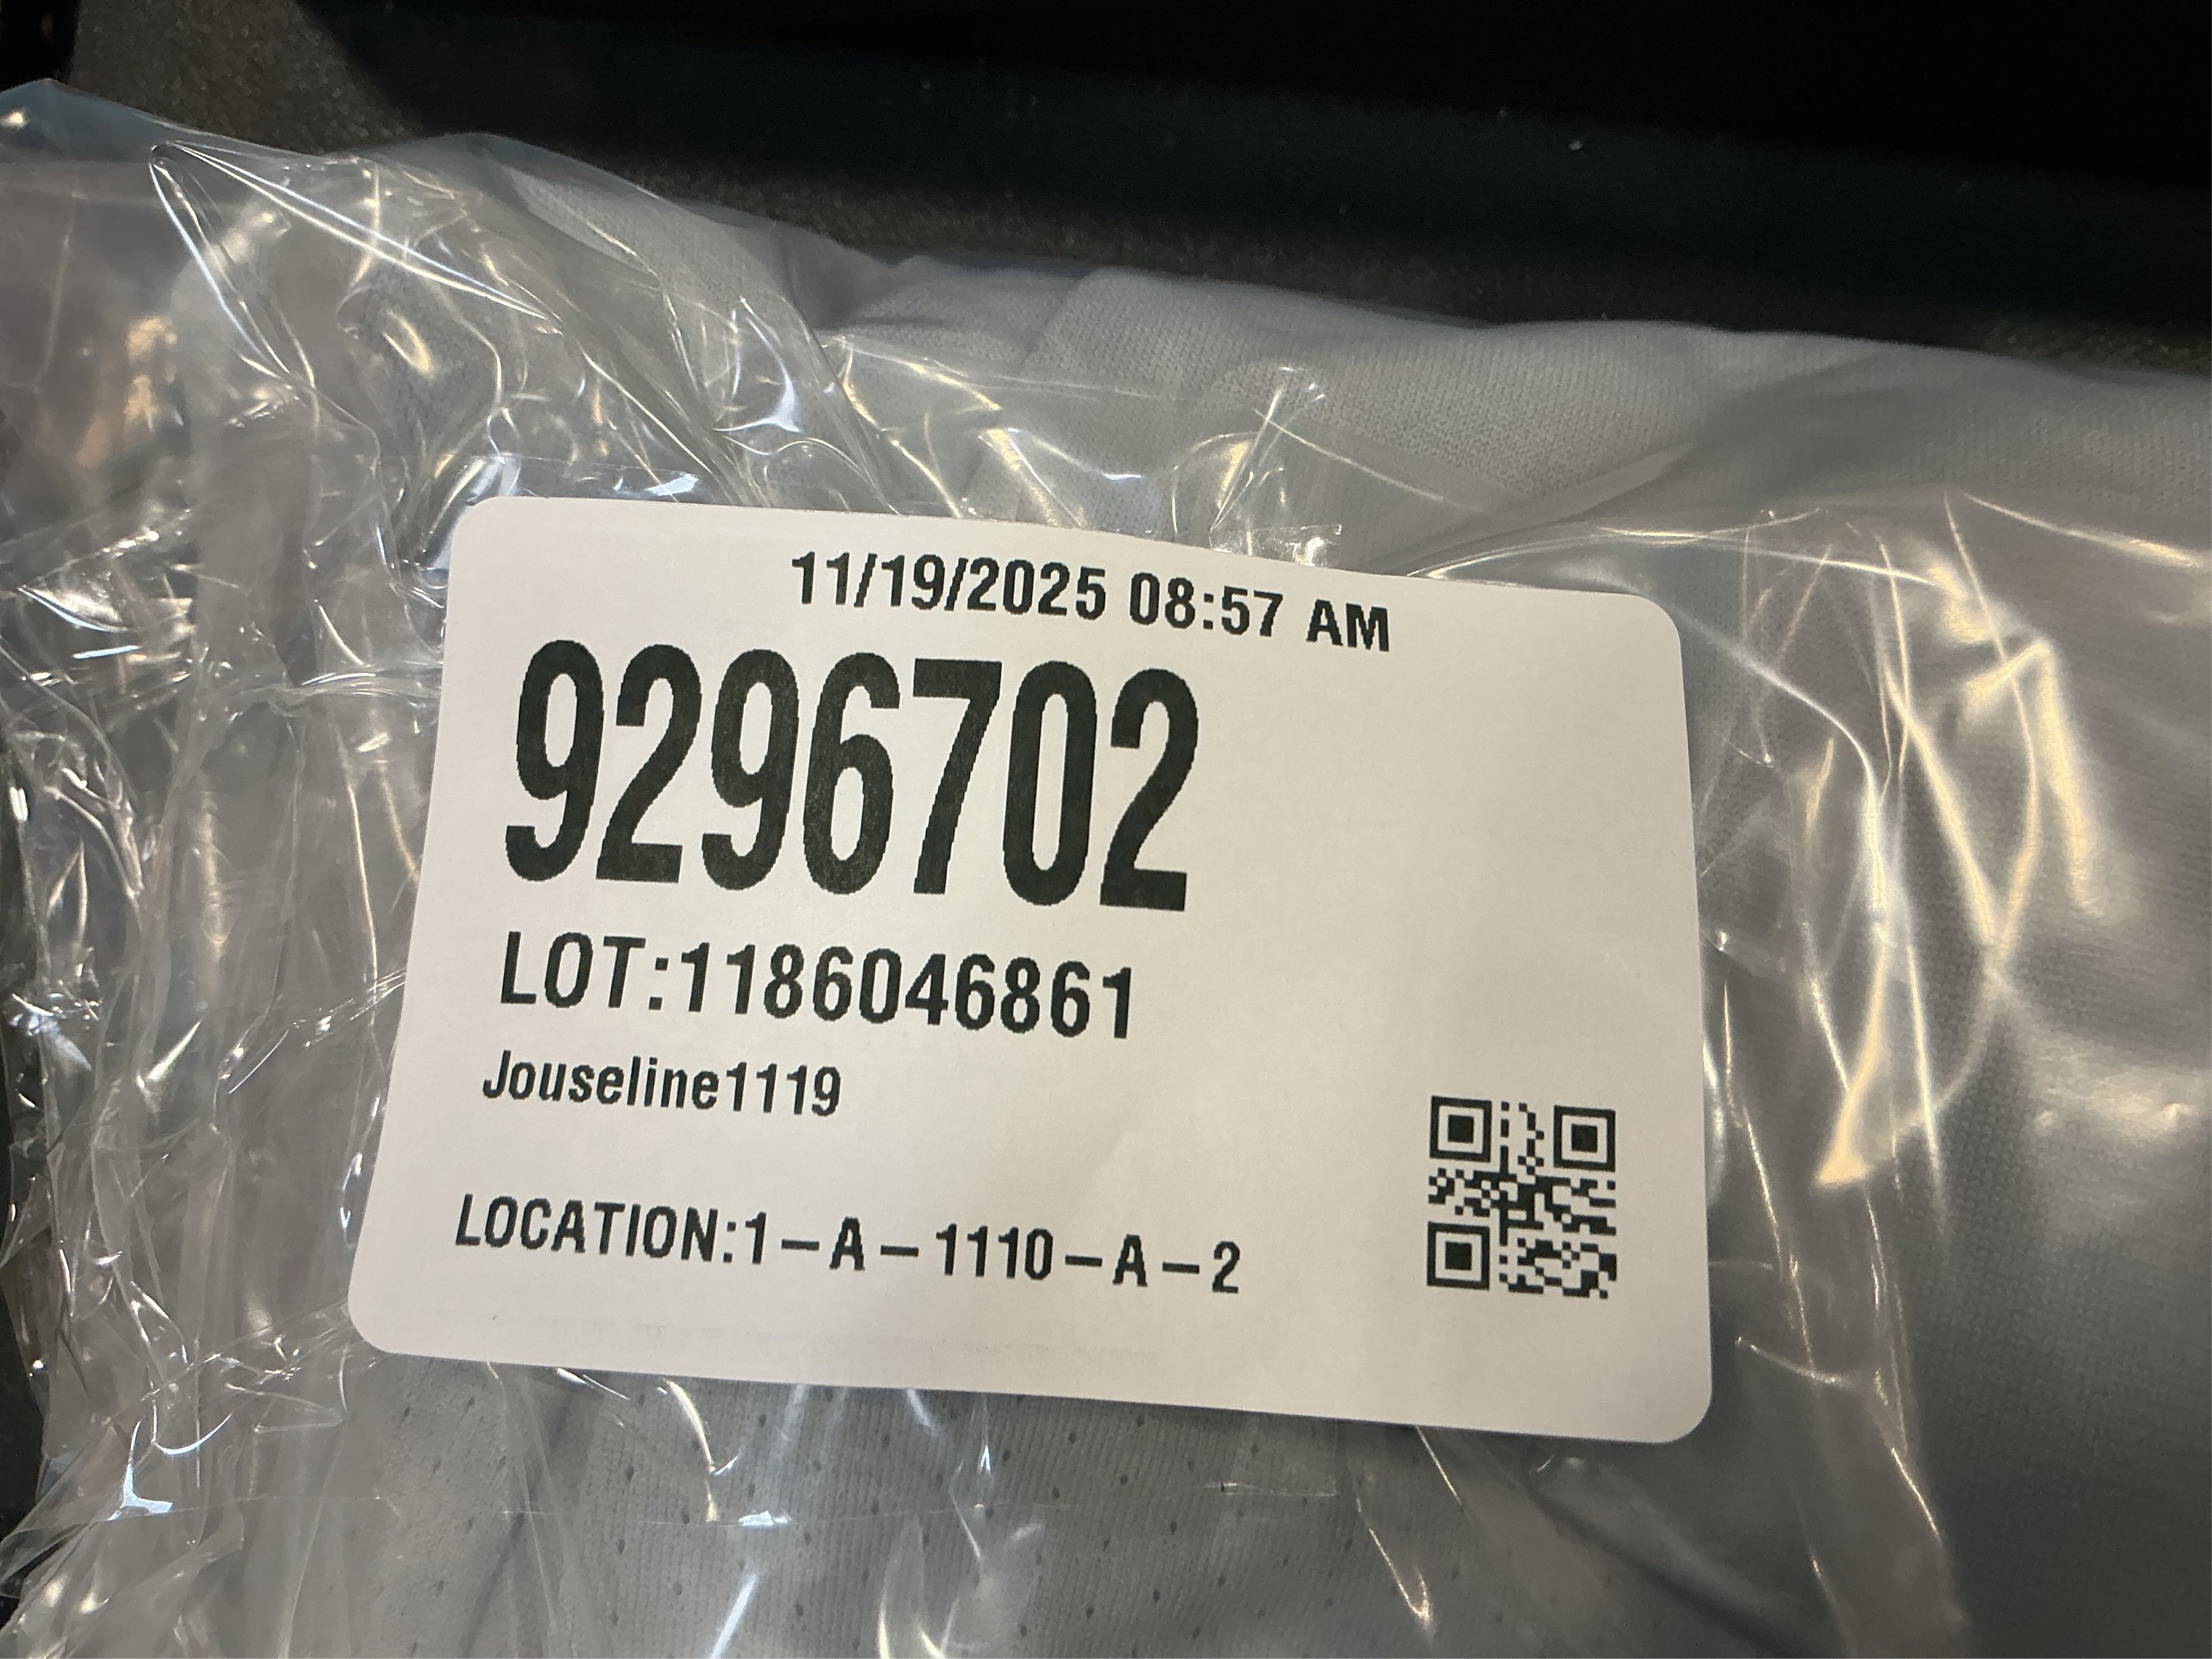 11/19/2025 08:57 AM
9296702
LOT:1186046861
Jouseline1119
LOCATION:1-A-1110-A-2